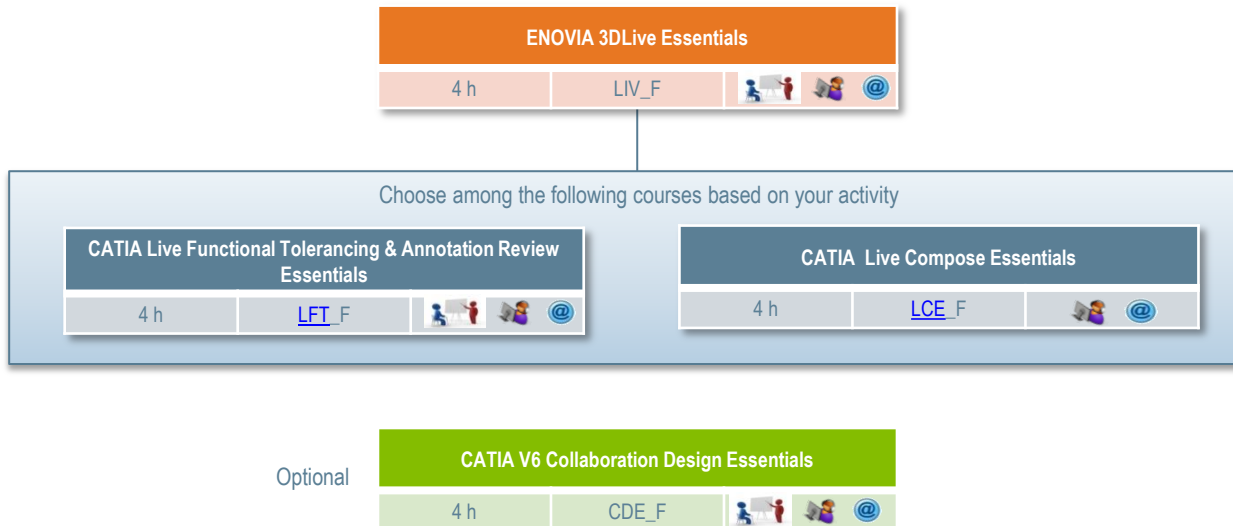 ENOVIA 3DLive Essentials
4 h LIV_F @
Choose among the following courses based on your activity
CATIA Live Functional Tolerancing & Annotation Review
Essentials
4 h LFT_F @
CATIA Live Compose Essentials
4 h LCE_F @
Optional
CATIA V6 Collaboration Design Essentials
4 h CDE_F @